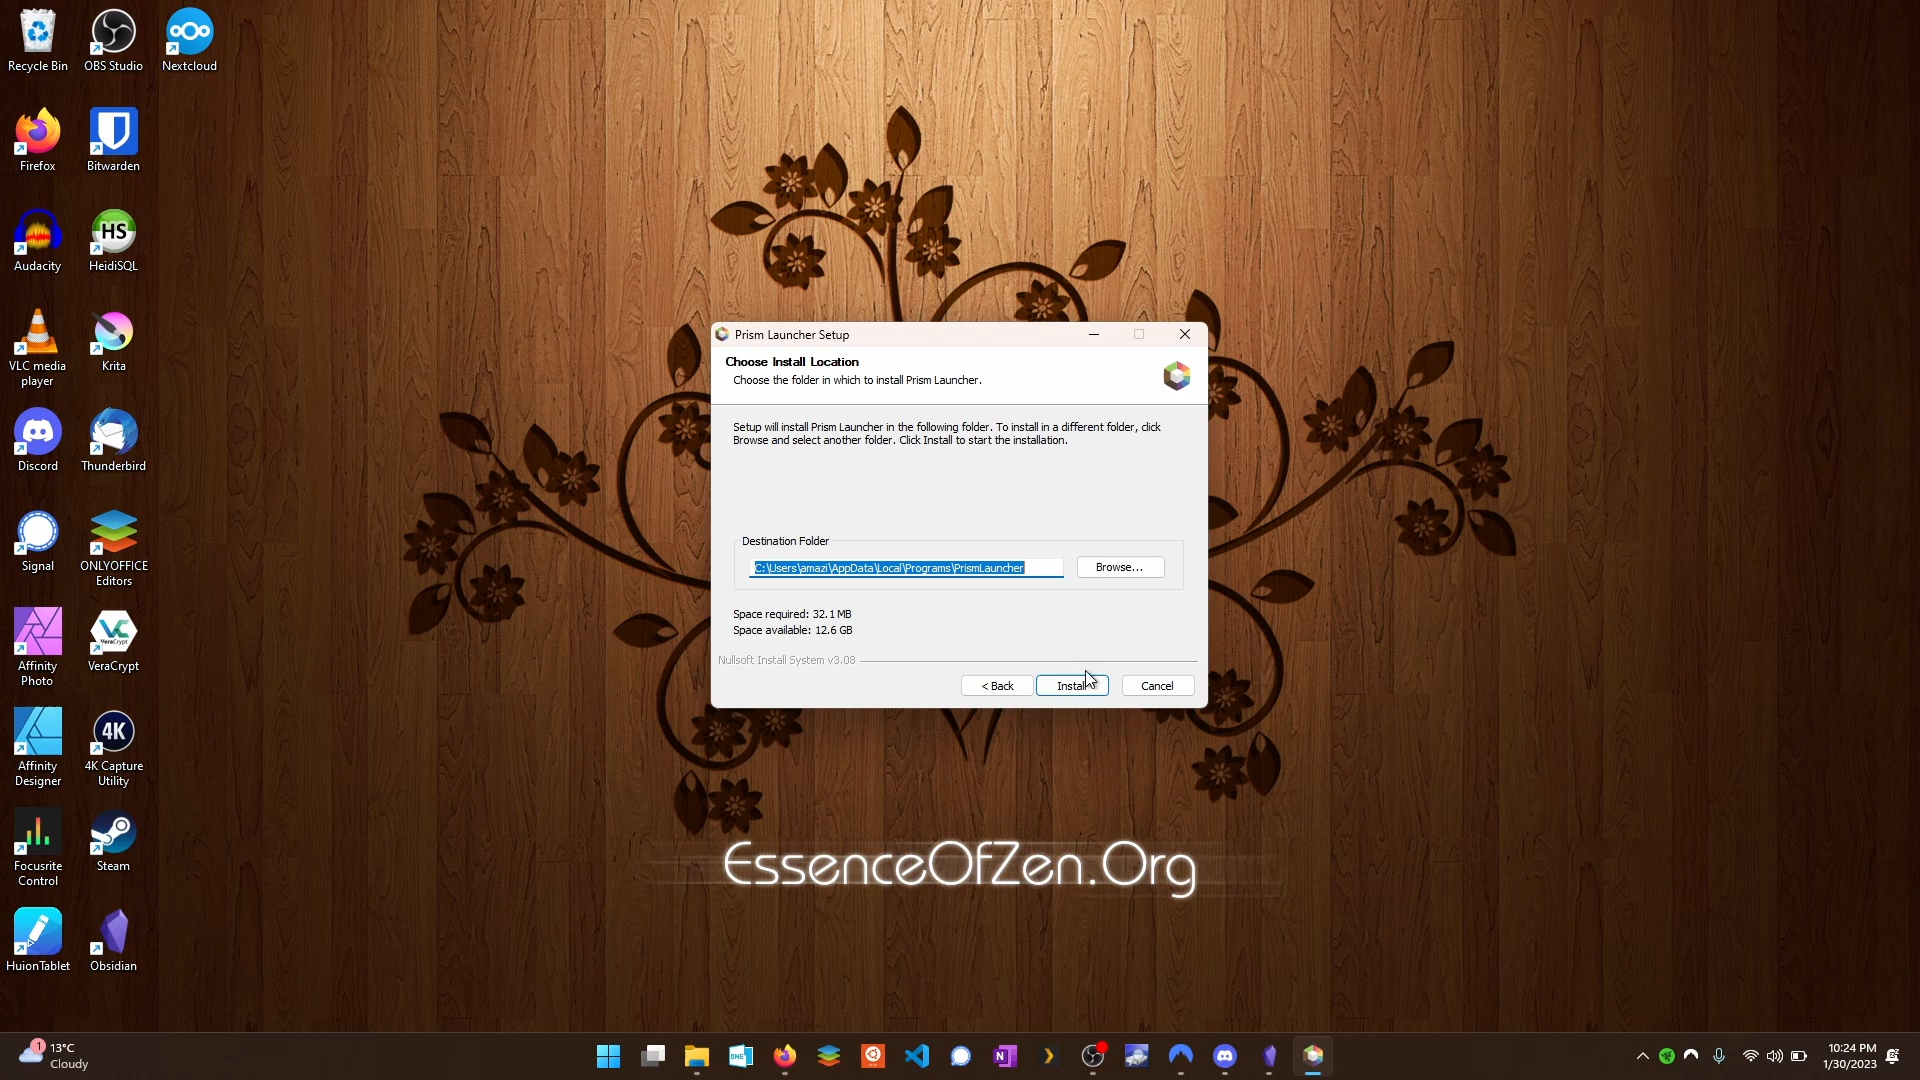 Recycle Bin
OBS Studio
Nextcloud
Firefox
Bitwarden
Audacity
HS
HeidiSQL
VLC media
player
Krita
Discord
Thunderbird
Signal
ONLYOFFICE
Editors
Affinity
Photo
VeraCrypt
VeraCrypt
Affinity
Designer
4K
4K Capture
Utility
Focusrite
Control
Steam
HuionTablet
Obsidian
Prism Launcher Setup
Choose Install Location
Choose the folder in which to install Prism Launcher.
Setup will install Prism Launcher in the following folder. To install in a different folder, click
Browse and select another folder. Click Install to start the installation.
Destination Folder
C:\Users\amazi\AppData\Local\Programs\PrismLauncher
Browse...
Space required: 32.1 MB
Space available: 12.6 GB
Nullsoft Install System v3.08
< Back
Install
Cancel
EssenceOfZen.Org
1
13°C
Cloudy
10:24 PM
1/30/2023